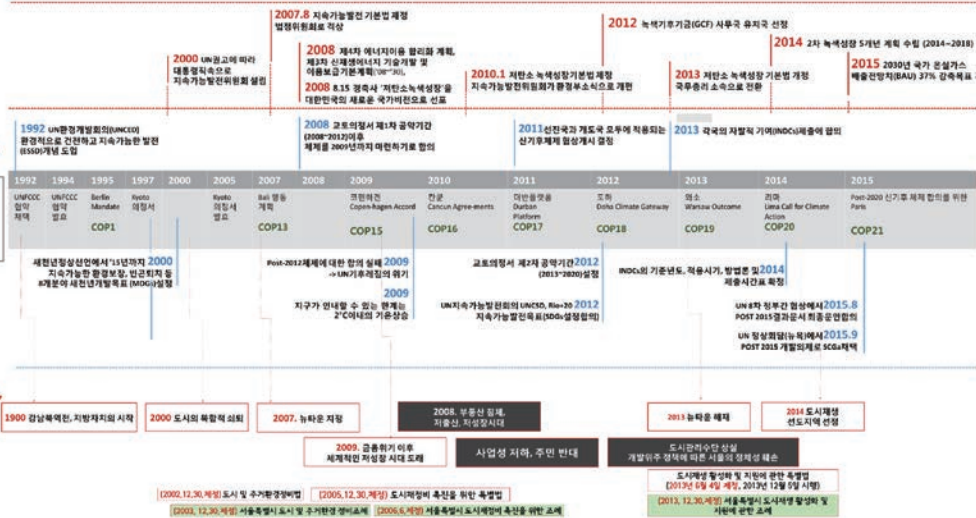 2007.8 지속가능발전 기본법 제정
법쟁위원회로 격상
2012 녹색기후기금(GCF) 사무국 유치국 선정
2000 UN권고에 따라
대통령직속으로
지속가능발전위원회 설립
2008 제4차 에너지이용 합리화 계획,
제3차 신재생에너지 기술개발 및
이용보급기본계획('08~'30),
2008 8.15 경축사 '저탄소녹색성장'을
대한민국의 새로운 국가비전으로 선포
2010.1 저탄소 녹색성장기본법 제정
지속가능발전위원회가 환경부소식으로 개편
2013 저탄소 녹색성장 기본법 개정
국무총리 소속으로 전환
2014 2차 녹색성장 5개년 계획 수립 (2014~2018)
2015 2030년 국가 온실가스
배출전망치(BAU) 37% 감축목표
1992 UN환경개발회의(UNCED)
환경적으로 건전하고 지속가능한 발전
(ESSD)개념 도입
2008 교토의정서 제1차 공약기간
(2008~2012)이후
체제를 2009년까지 마련하기로 합의
2011선진국과 개도국 모두에 적용되는
신기후체제 협상개시 결정
2013 각국의 자발적 기여(INDCs)제출에 합의
1992 1994 1995 1997 2000 2005 2007 2008 2009 2010 2011 2012 2013 2014 2015
UNFCCC
협약
채택
UNFCCC
협약
발효
Berlin
Mandate
COP1
Kyoto
의정서
Kyoto
의정서
발효
Bali 행동
계획
COP13
코펜하겐
Copen-hagen Accord
COP15
칸쿤
Cancun Agree-ments
COP16
더반플랫폼
Durban
Platform
COP17
도하
Doha Climate Gateway
COP18
와소
Warsaw Outcome
COP19
리마
Lima Call for Climate
Action
COP20
Post-2020 신기후 체제 합의를 위한
Paris
COP21
새천년정상선언에서 '15년까지 2000
지속가능한 환경보장, 빈곤퇴치 등
8개분야 새천년개발목표 (MDGs)설정
Post-2012체제에 대한 합의 실패 2009
-> UN기후레짐의 위기
2009
지구가 인내할 수 있는 한계는
2℃이내의 기온상승
교토의정서 제2차 공약기간2012
(2013~2020)설정
UN지속가능발전회의 UNCSD, Rio+20 2012
지속가능발전목표(SDGs설정합의)
INDCs의 기준년도, 적용시기, 방법론 및 2014
제출시간표 확정
UN 8차 정부간 협상에서2015.8
POST 2015결과문서 최종문안합의
UN 정상회담(뉴욕)에서2015.9
POST 2015 개발의제로 SCGs채택
1900 강남북역전, 지방자치의 시작
2000 도시의 복합적 쇠퇴
2007. 뉴타운 지정
2008. 부동산 침체,
저출산, 저성장시대
2013 뉴타운 해제
2014 도시재생
선도지역 선정
2009. 금융위기 이후
세계적인 저성장 시대 도래
사업성 저하, 주민 반대
도시관리수단 상실
개발위주 정책에 따른 서울의 정체성 훼손
도시재생 활성화 및 지원에 관한 특별법
(2013년 6월 4일 제정, 2013년 12월 5일 시행)
(2002,12,30,제정) 도시 및 주거환경정비법
(2005,12,30,제정) 도시재정비 촉진을 위한 특별법
(2003, 12,30,제정) 서울특별시 도시 및 주거환경 정비조례
(2006,6,제정) 서울특별시 도시재정비 촉진을 위한 조례
(2013, 12,30,제정) 서울특별시 도시재생 활성화 및
지원에 관한 조례